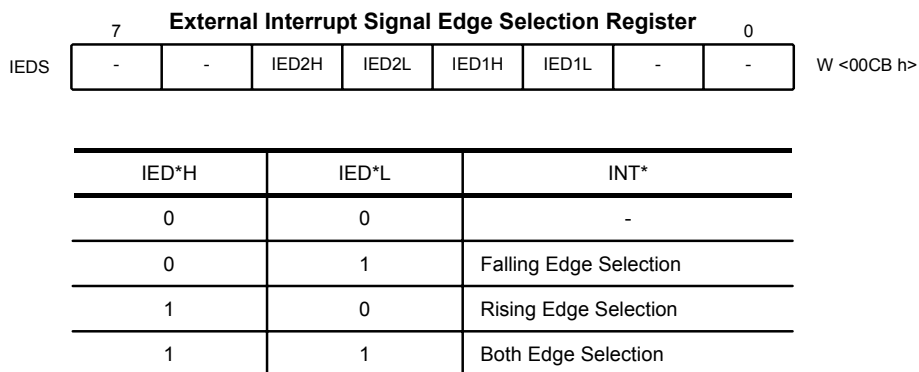 External Interrupt Signal Edge Selection Register
7 0
IEDS - - IED2H IED2L IED1H IED1L - - W <00CB h>
IED*H IED*L INT*
0 0 -
0 1 Falling Edge Selection
1 0 Rising Edge Selection
1 1 Both Edge Selection